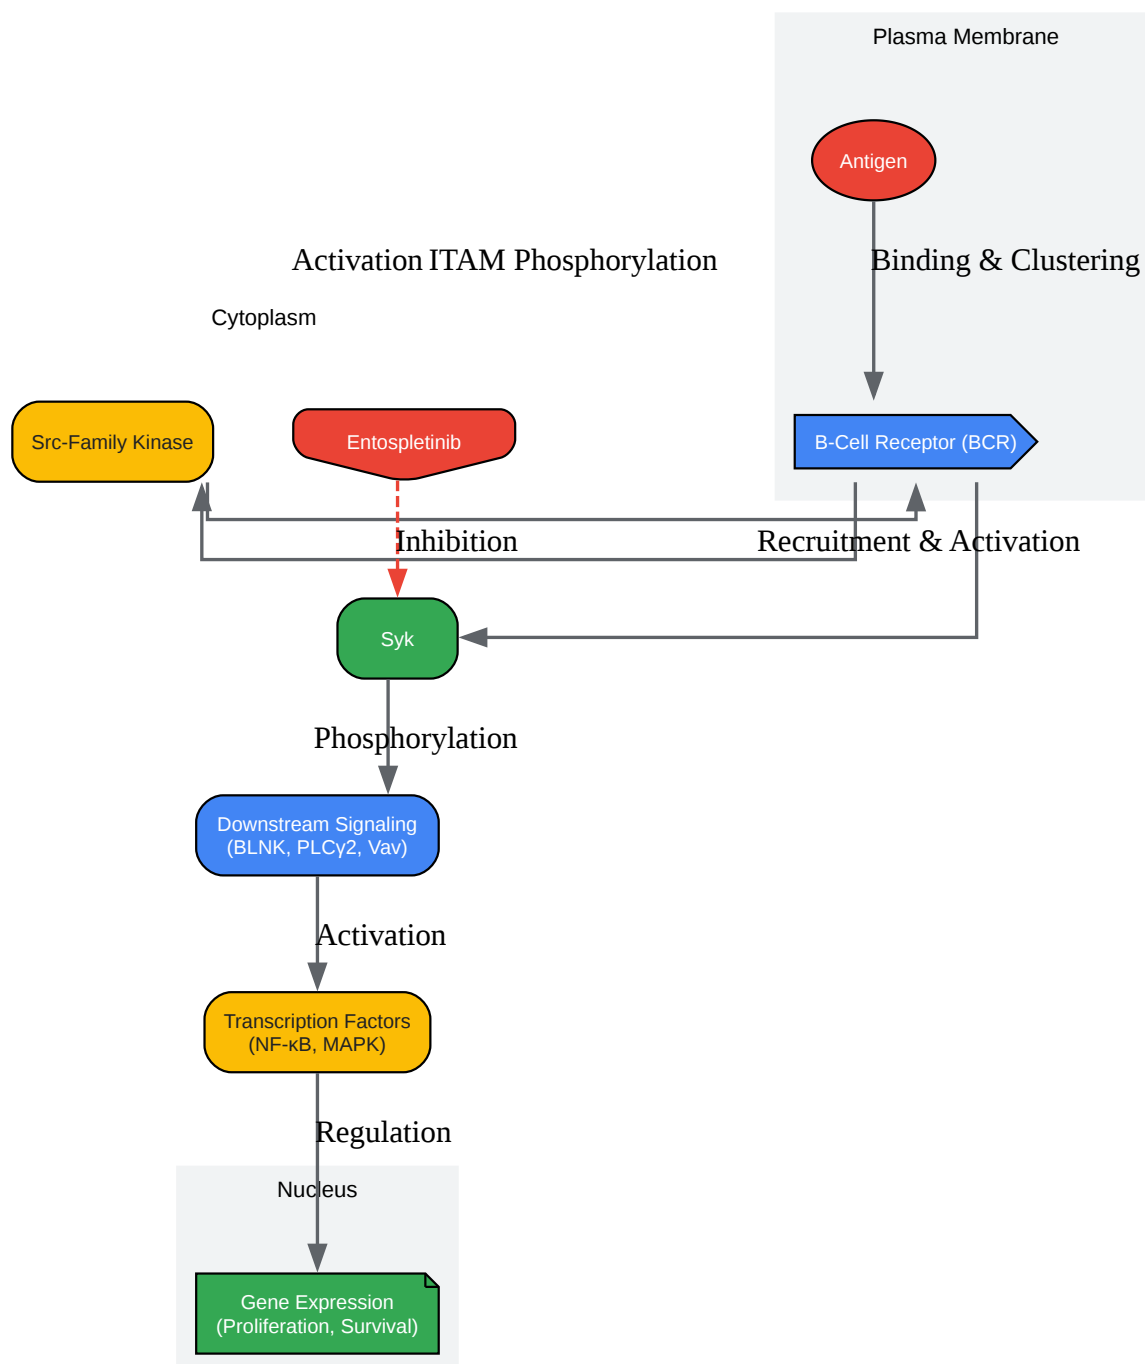 Plasma Membrane
Antigen
Activation
ITAM Phosphorylation
Binding & Clustering
Cytoplasm
Src-Family Kinase
Entospletinib
B-Cell Receptor (BCR)
Inhibition
Recruitment & Activation
Syk
Phosphorylation
Downstream Signaling
(BLNK, PLCγ2, Vav)
Activation
Transcription Factors
(NF-κB, MAPK)
Regulation
Nucleus
Gene Expression
(Proliferation, Survival)